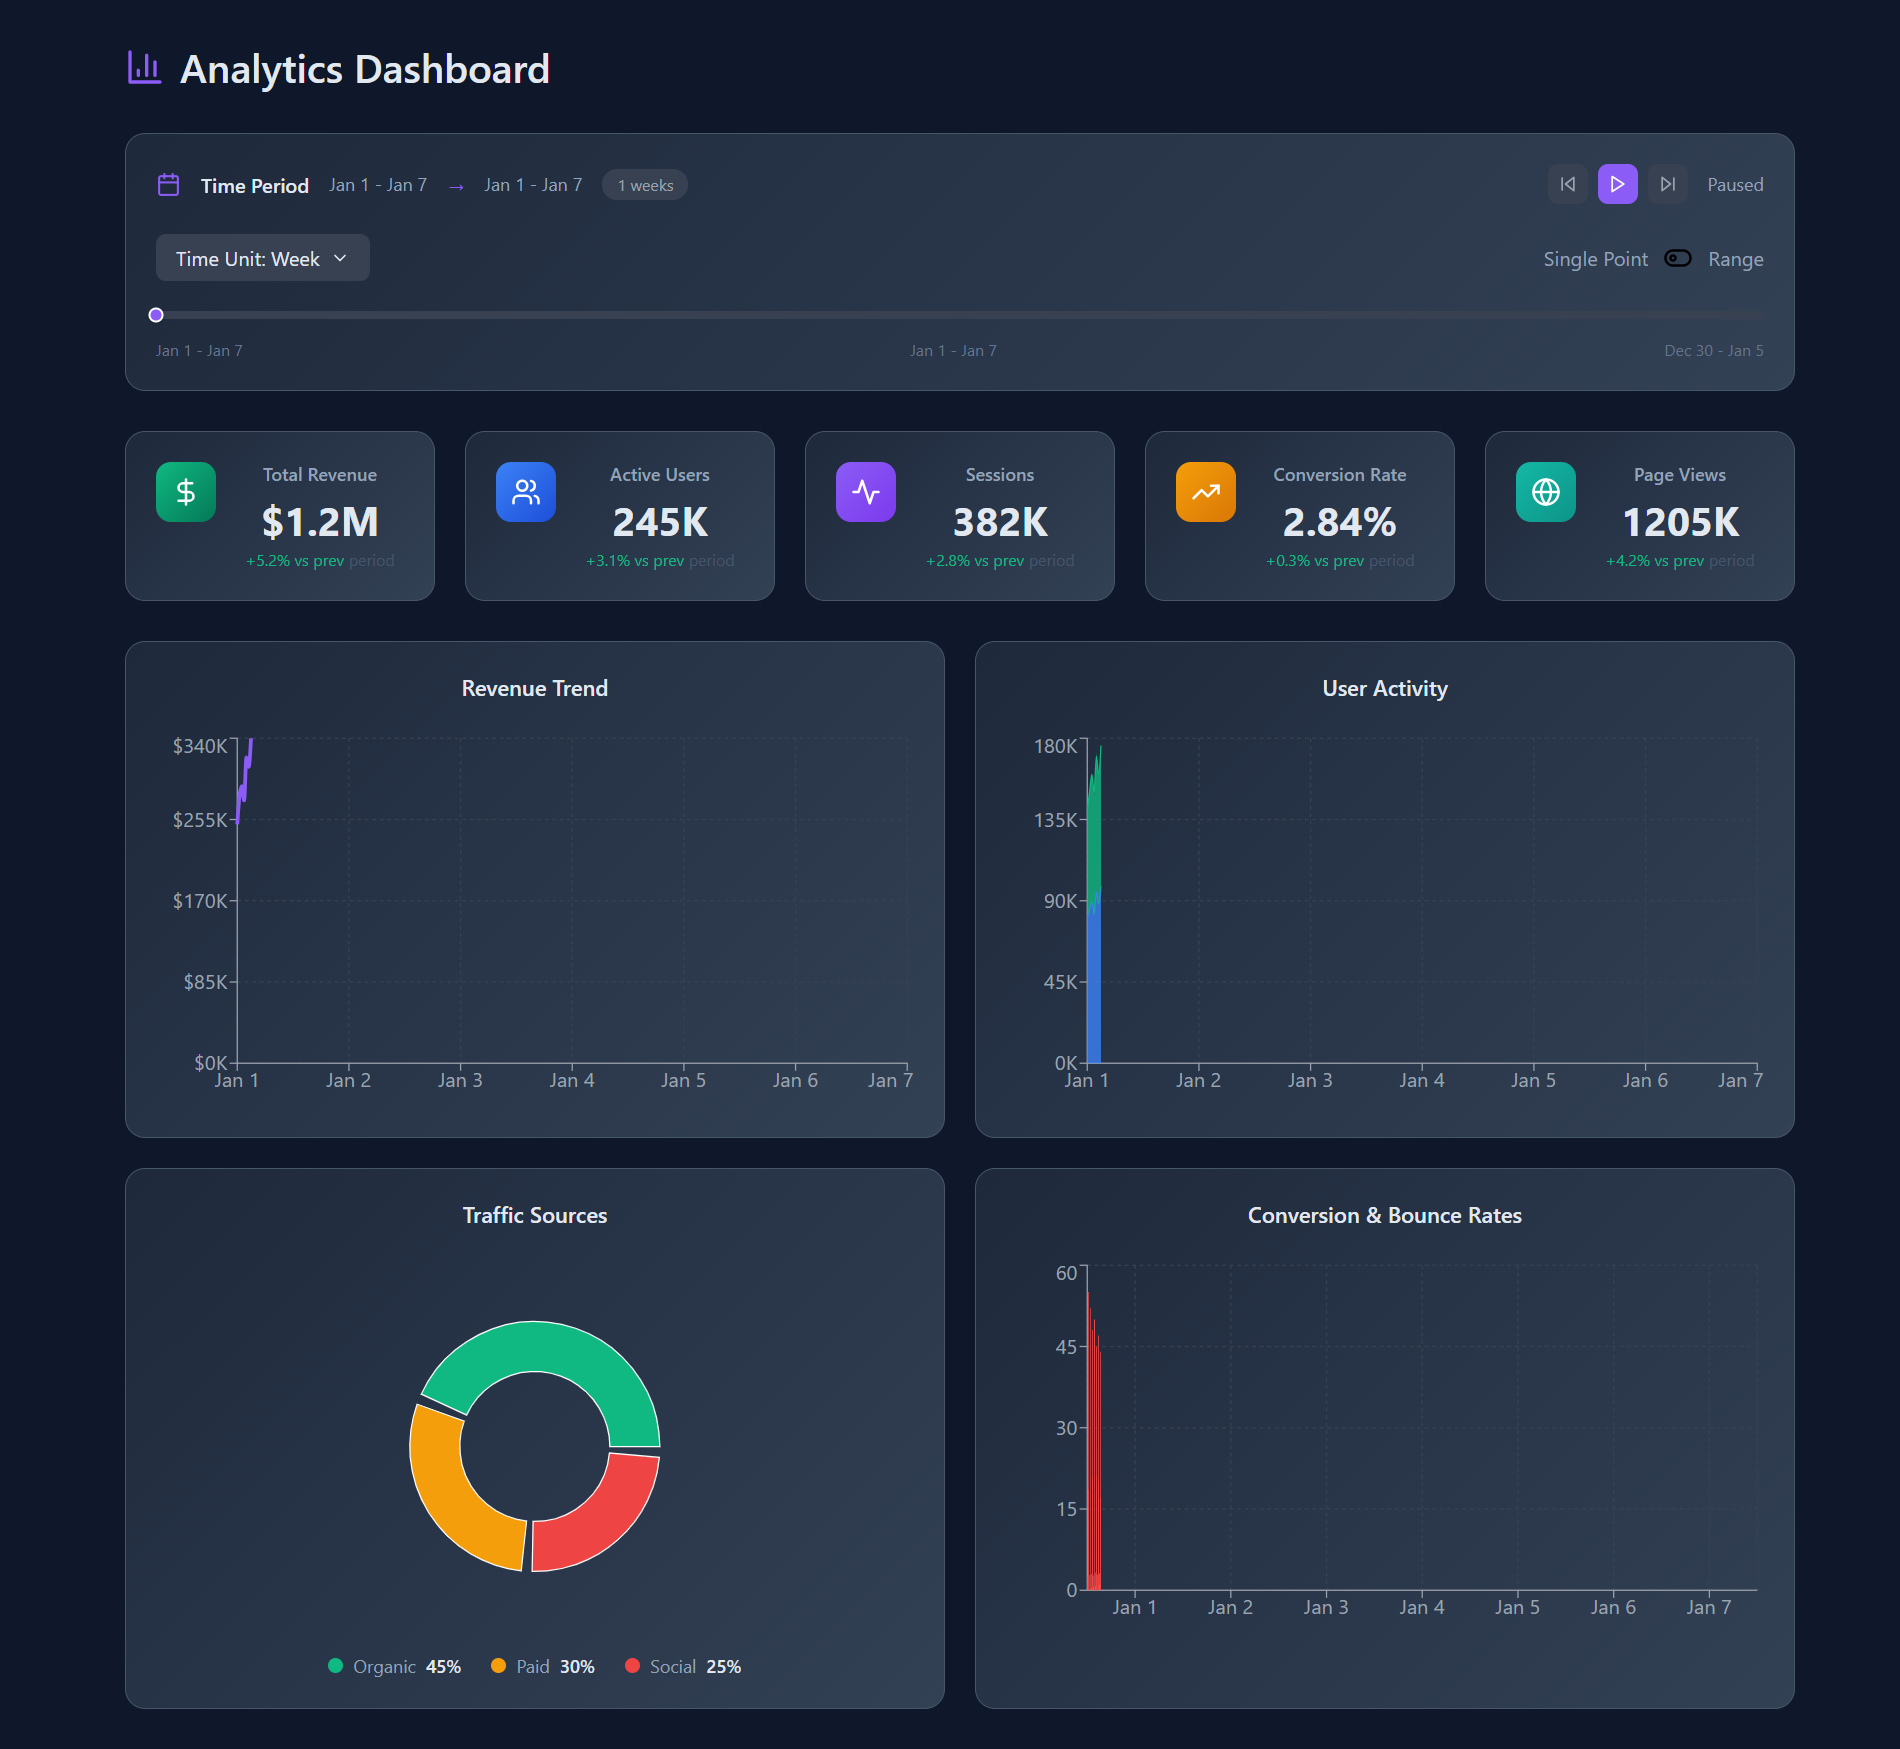 Analytics Dashboard
Time Period Jan 1 - Jan 7 → Jan 1 - Jan 7 1 weeks Paused
Time Unit: Week Single Point Range
Jan 1 - Jan 7 Jan 1 - Jan 7 Dec 30 - Jan 5
Total Revenue
$1.2M
+5.2% vs prev period
Active Users
245K
+3.1% vs prev period
Sessions
382K
+2.8% vs prev period
Conversion Rate
2.84%
+0.3% vs prev period
Page Views
1205K
+4.2% vs prev period
Revenue Trend
$340K
$255K
$170K
$85K
$0K
Jan 1 Jan 2 Jan 3 Jan 4 Jan 5 Jan 6 Jan 7
User Activity
180K
135K
90K
45K
0K
Jan 1 Jan 2 Jan 3 Jan 4 Jan 5 Jan 6 Jan 7
Traffic Sources
Organic 45% Paid 30% Social 25%
Conversion & Bounce Rates
60
45
30
15
0
Jan 1 Jan 2 Jan 3 Jan 4 Jan 5 Jan 6 Jan 7